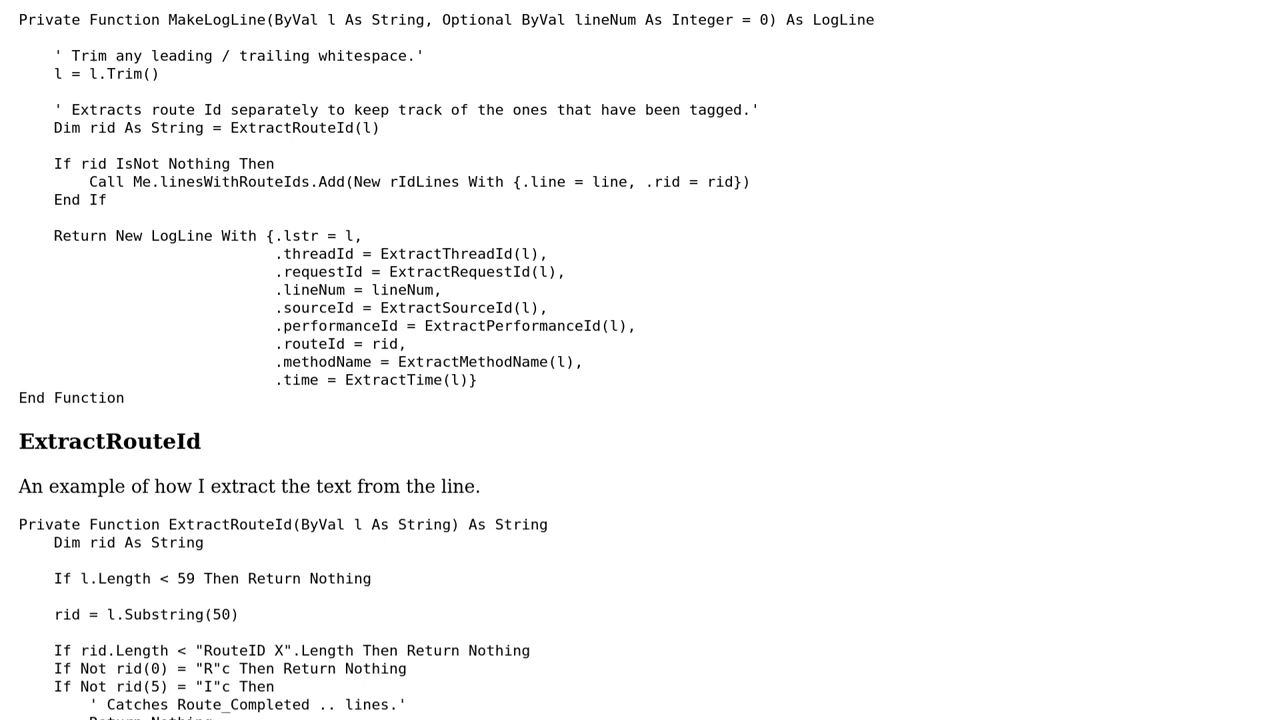 Private Function MakeLogLine(ByVal l As String, Optional ByVal lineNum As Integer = 0) As LogLine
    ' Trim any leading / trailing whitespace.'
    l = l.Trim()
    ' Extracts route Id separately to keep track of the ones that have been tagged.'
    Dim rid As String = ExtractRouteId(l)
    If rid IsNot Nothing Then
        Call Me.linesWithRouteIds.Add(New rIdLines With {.line = line, .rid = rid})
    End If
    Return New LogLine With {.lstr = l,
                             .threadId = ExtractThreadId(l),
                             .requestId = ExtractRequestId(l),
                             .lineNum = lineNum,
                             .sourceId = ExtractSourceId(l),
                             .performanceId = ExtractPerformanceId(l),
                             .routeId = rid,
                             .methodName = ExtractMethodName(l),
                             .time = ExtractTime(l)}
End Function
ExtractRouteId
An example of how I extract the text from the line.
Private Function ExtractRouteId(ByVal l As String) As String
    Dim rid As String
    If l.Length < 59 Then Return Nothing
    rid = l.Substring(50)
    If rid.Length < "RouteID X".Length Then Return Nothing
    If Not rid(0) = "R"c Then Return Nothing
    If Not rid(5) = "I"c Then
        ' Catches Route_Completed .. lines.'
        Return Nothing